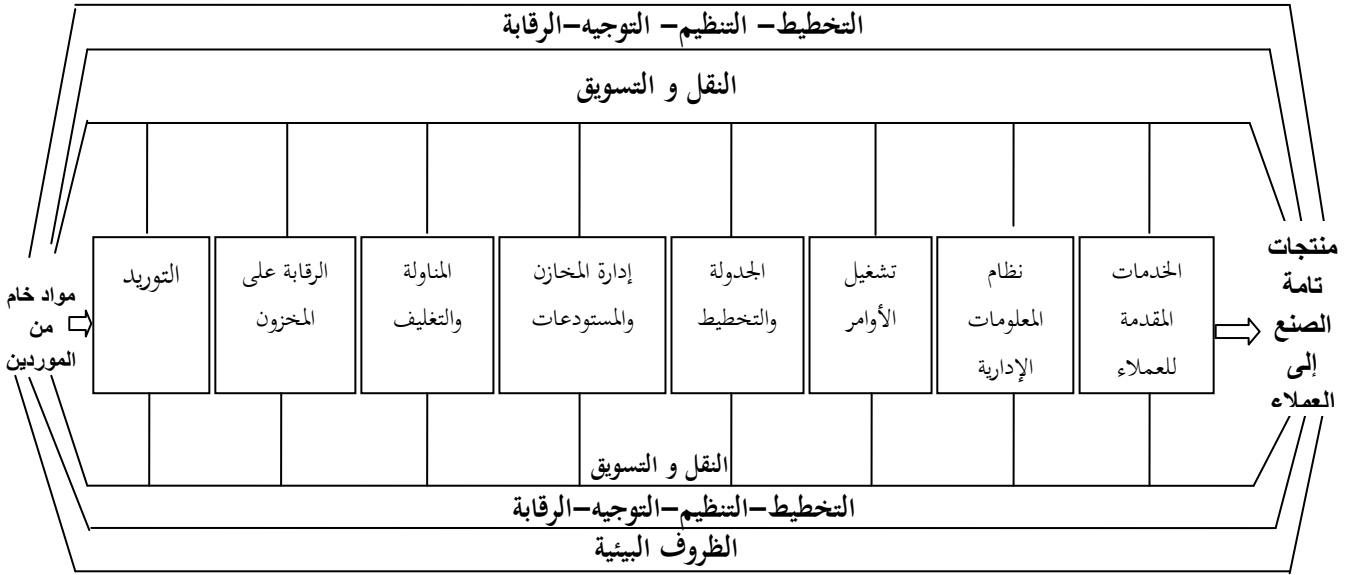 التخطيط– التنظيم– التوجيه–الرقابة
النقل و التسويق
مواد خام
من
الموردين
التوريد
الرقابة على
المخزون
المناولة
والتغليف
إدارة المخازن
والمستودعات
الجدولة
والتخطيط
تشغيل
الأوامر
نظام
المعلومات
الإدارية
الخدمات
المقدمة
للعملاء
منتجات
تامة
الصنع
إلى
العملاء
النقل و التسويق
التخطيط–التنظيم–التوجيه–الرقابة
الظروف البيئية